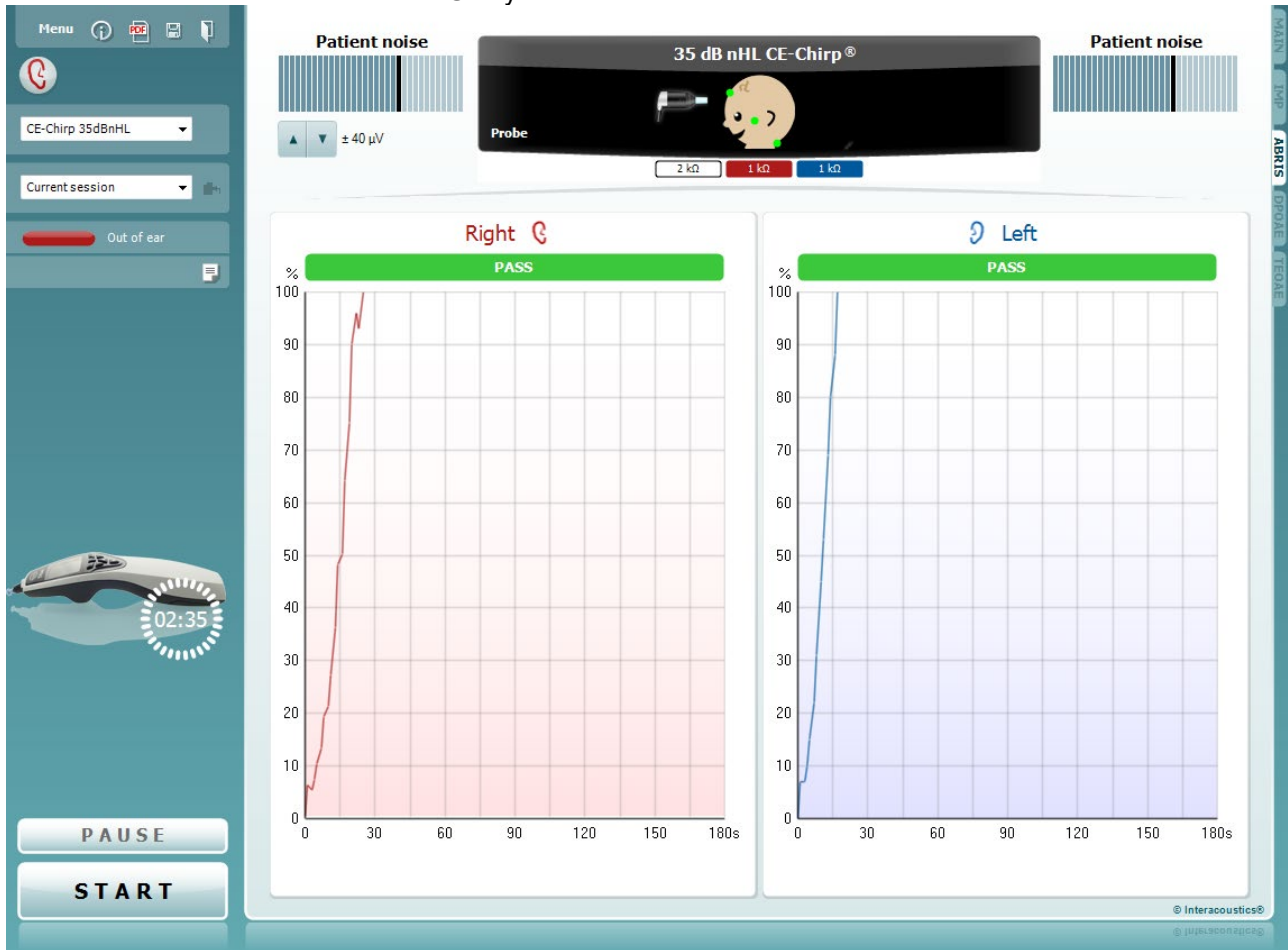 Menu PDF
CE-Chirp 35dBnHL
Current session
Out of ear
02:35
PAUSE
START
Patient noise
± 40 µV
35 dB nHL CE-Chirp®
Probe
2 kΩ 1 kΩ 1 kΩ
Patient noise
Right
PASS
%
100
90
80
70
60
50
40
30
20
10
0
0 30 60 90 120 150 180s
Left
PASS
%
100
90
80
70
60
50
40
30
20
10
0
0 30 60 90 120 150 180s
© Interacoustics®
MAIN
IMP
ABRIS
DPOAE
TEOAE